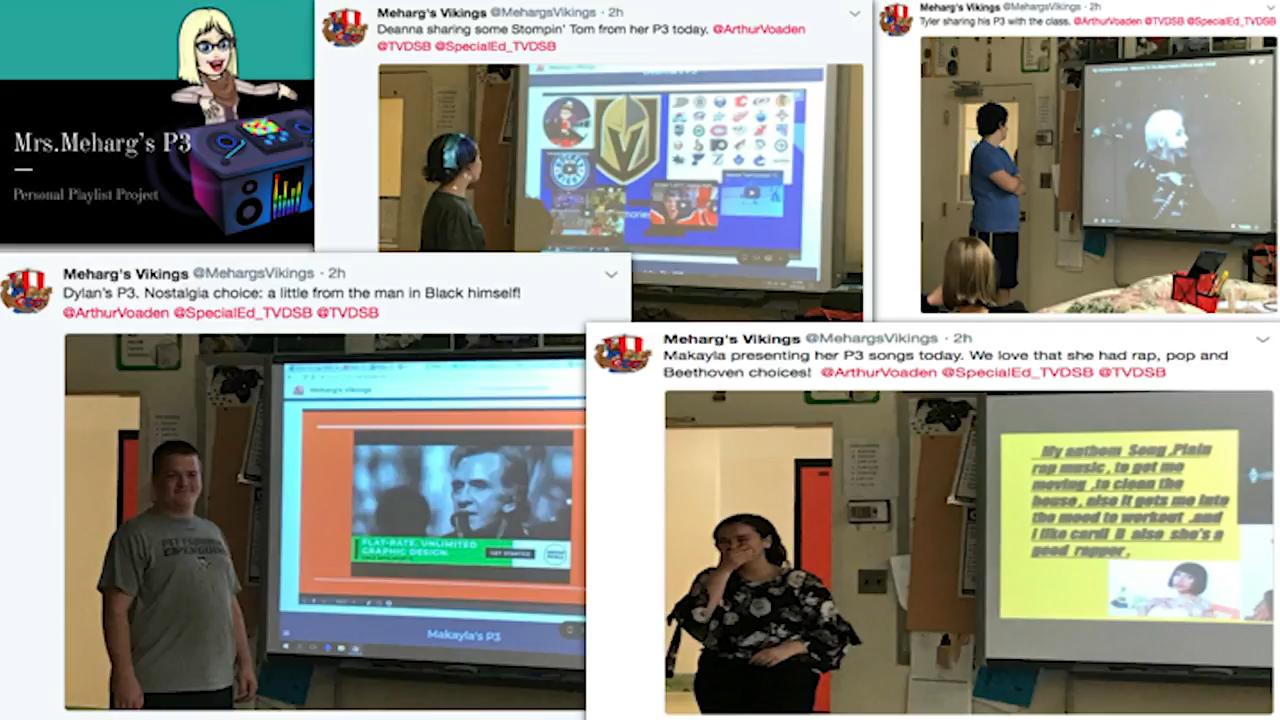 Mrs.Meharg's P3
Personal Playlist Project
Meharg's Vikings @MehargsVikings · 2h
Deanna sharing some Stompin' Tom from her P3 today. @ArthurVoaden
@TVDSB @SpecialEd_TVDSB
Meharg's Vikings @MehargsVikings · 2h
Tyler sharing his P3 with the class. @ArthurVoaden @TVDSB @SpecialEd_TVDSB
Meharg's Vikings @MehargsVikings · 2h
Dylan's P3. Nostalgia choice: a little from the man in Black himself!
@ArthurVoaden @SpecialEd_TVDSB @TVDSB
Meharg's Vikings
FLAT-RATE. UNLIMITED
GRAPHIC DESIGN.
GET STARTED
Makayla's P3
Meharg's Vikings @MehargsVikings · 2h
Makayla presenting her P3 songs today. We love that she had rap, pop and
Beethoven choices! @ArthurVoaden @SpecialEd_TVDSB @TVDSB
My anthem Song ,Plain
rap music , to get me
moving ,to clean the
house , also it gets me into
the mood to workout ,and
i like cardi B also she's a
good rapper ,